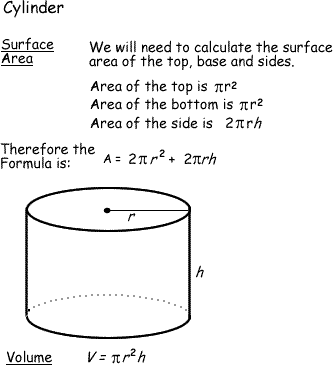 Cylinder
Surface Area
We will need to calculate the surface
area of the top, base and sides.
Area of the top is πr²
Area of the bottom is πr²
Area of the side is 2πrh
Therefore the
Formula is: A = 2πr² + 2πrh
r
h
Volume V = πr²h